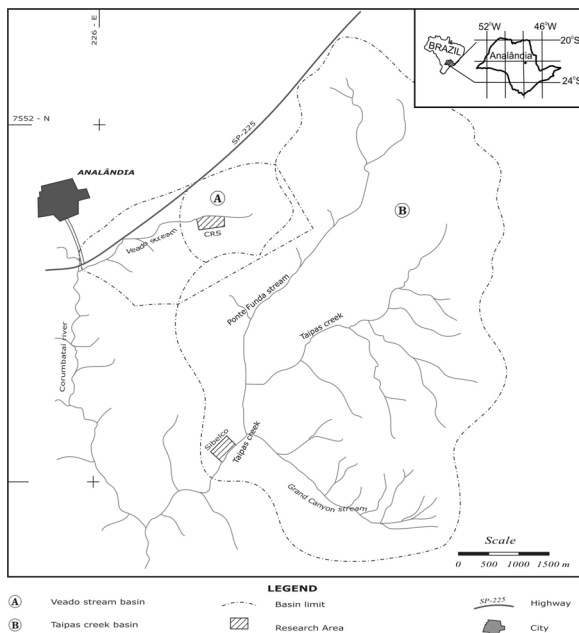 226 - E
52°W
46°W
20°S
BRAZIL
Analândia
24°S
7552 - N
SP-225
ANALÂNDIA
A
CRS
Veado stream
B
Ponte Funda stream
Taipas creek
Corumbataí river
Sibelco
Taipas creek
Grand Canyon stream
Scale
0 500 1000 1500 m
LEGEND
A Veado stream basin
Basin limit
SP-225 Highway
B Taipas creek basin
Research Area
City